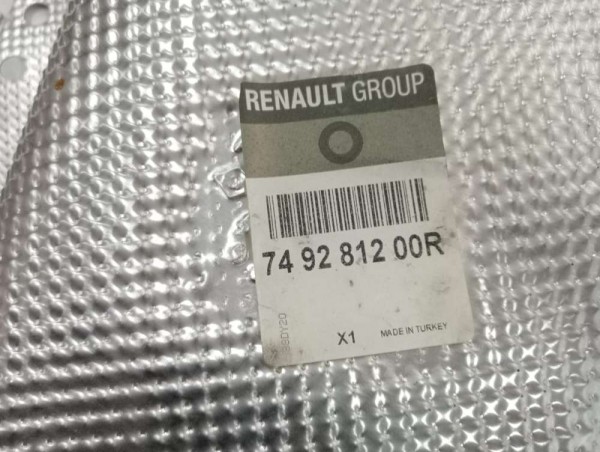 RENAULT GROUP
74 92 812 00R
X1 MADE IN TURKEY